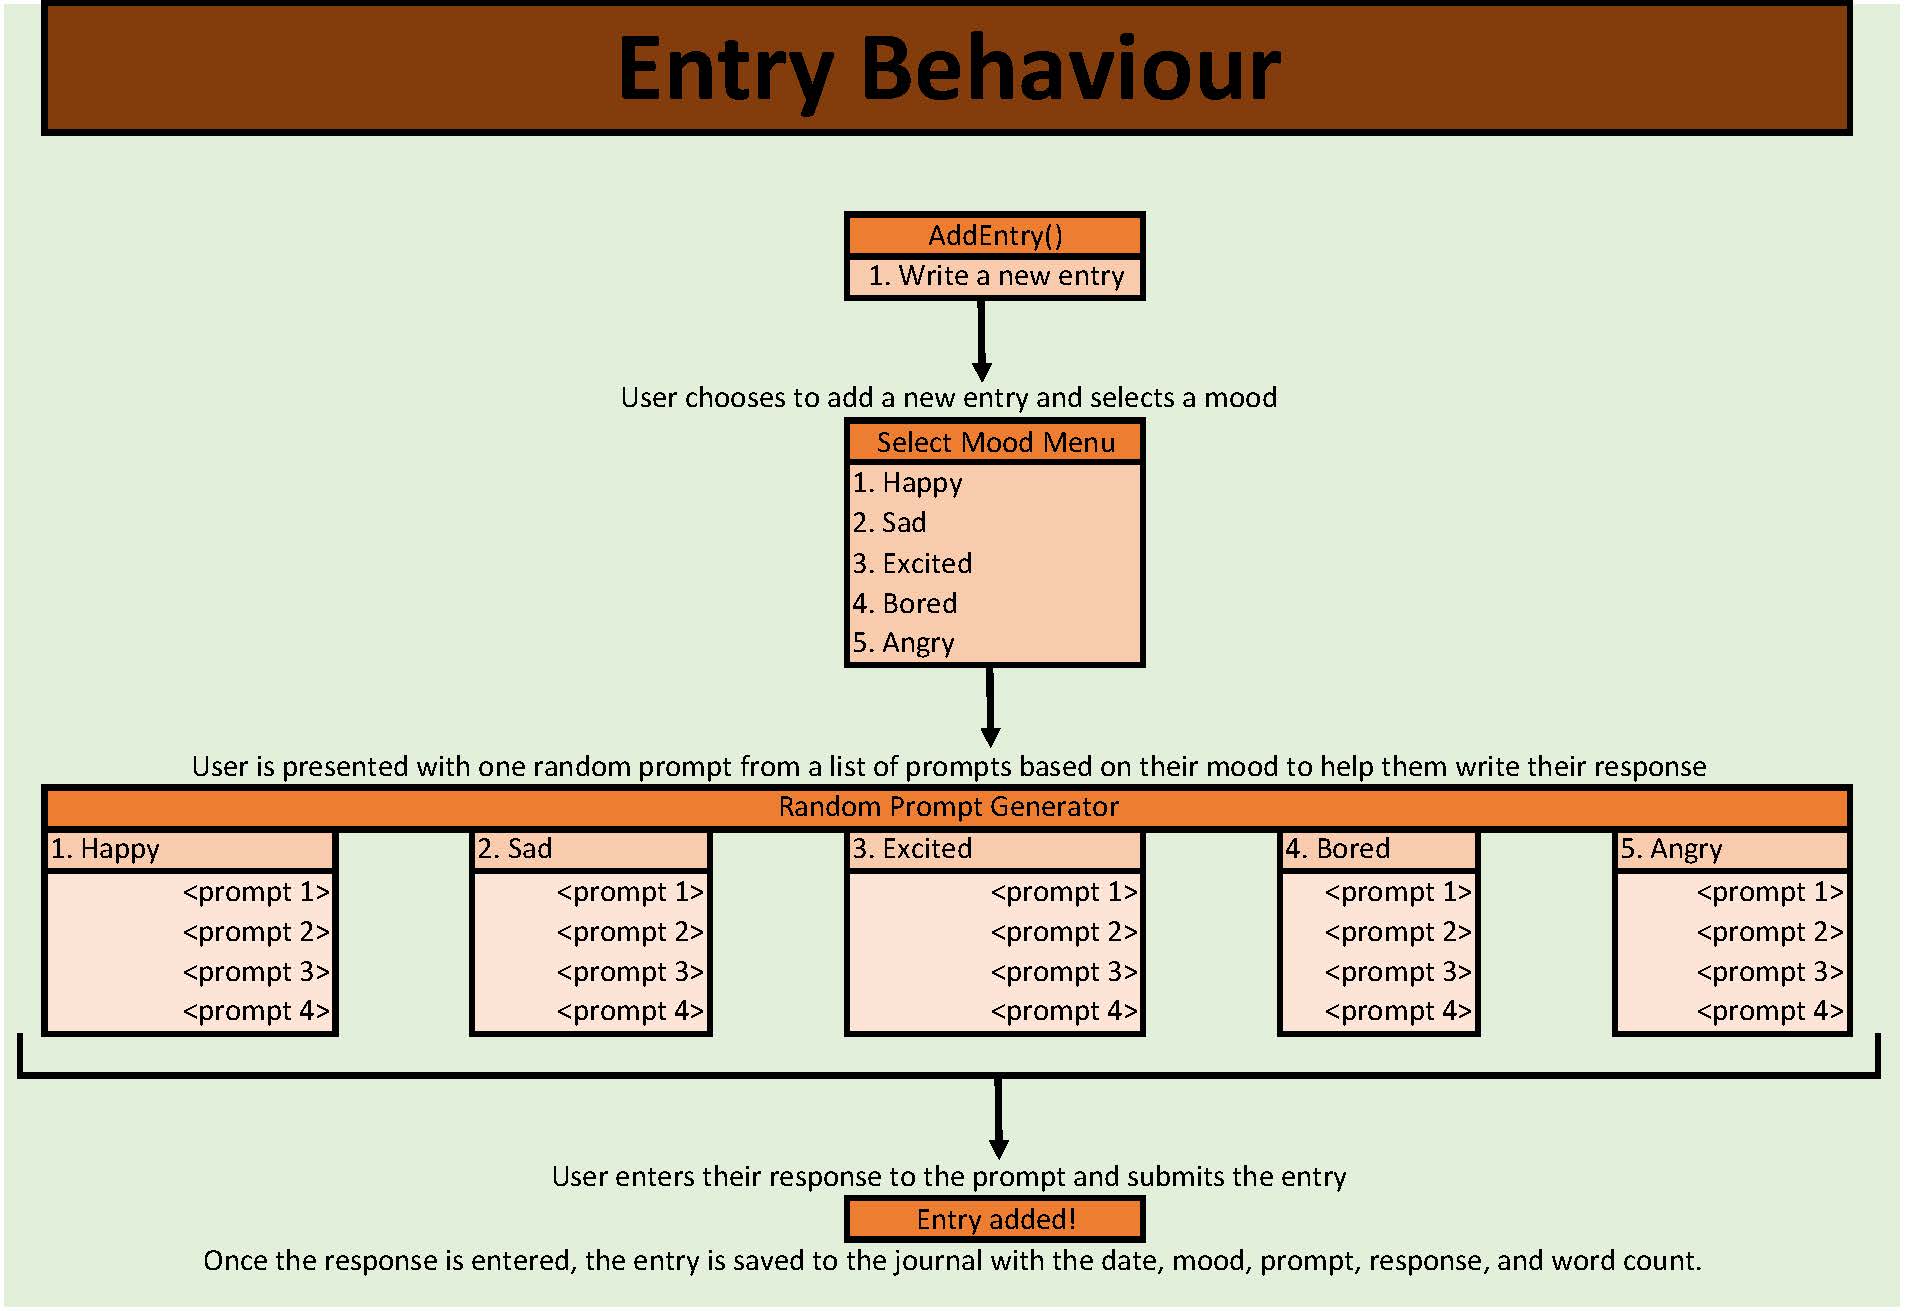 Entry Behaviour
AddEntry()
1. Write a new entry
User chooses to add a new entry and selects a mood
Select Mood Menu
1. Happy
2. Sad
3. Excited
4. Bored
5. Angry
User is presented with one random prompt from a list of prompts based on their mood to help them write their response
Random Prompt Generator
1. Happy
<prompt 1>
<prompt 2>
<prompt 3>
<prompt 4>
2. Sad
<prompt 1>
<prompt 2>
<prompt 3>
<prompt 4>
3. Excited
<prompt 1>
<prompt 2>
<prompt 3>
<prompt 4>
4. Bored
<prompt 1>
<prompt 2>
<prompt 3>
<prompt 4>
5. Angry
<prompt 1>
<prompt 2>
<prompt 3>
<prompt 4>
User enters their response to the prompt and submits the entry
Entry added!
Once the response is entered, the entry is saved to the journal with the date, mood, prompt, response, and word count.